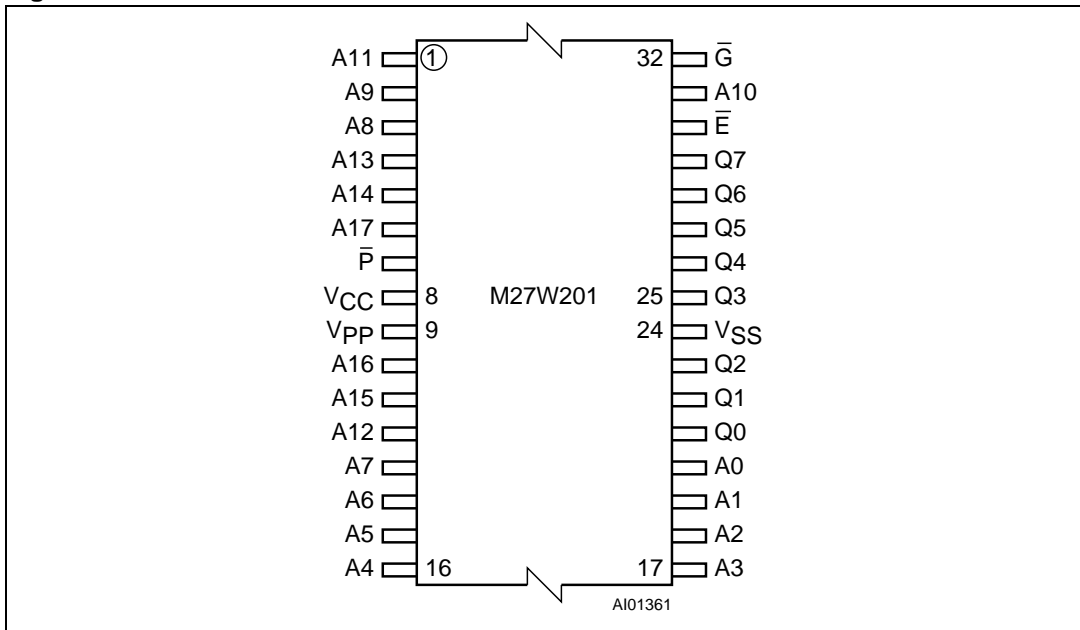 A11 1 32 G̅
A9 A10
A8 E̅
A13 Q7
A14 Q6
A17 Q5
P̅ Q4
VCC 8 M27W201 25 Q3
VPP 9 24 VSS
A16 Q2
A15 Q1
A12 Q0
A7 A0
A6 A1
A5 A2
A4 16 17 A3
AI01361